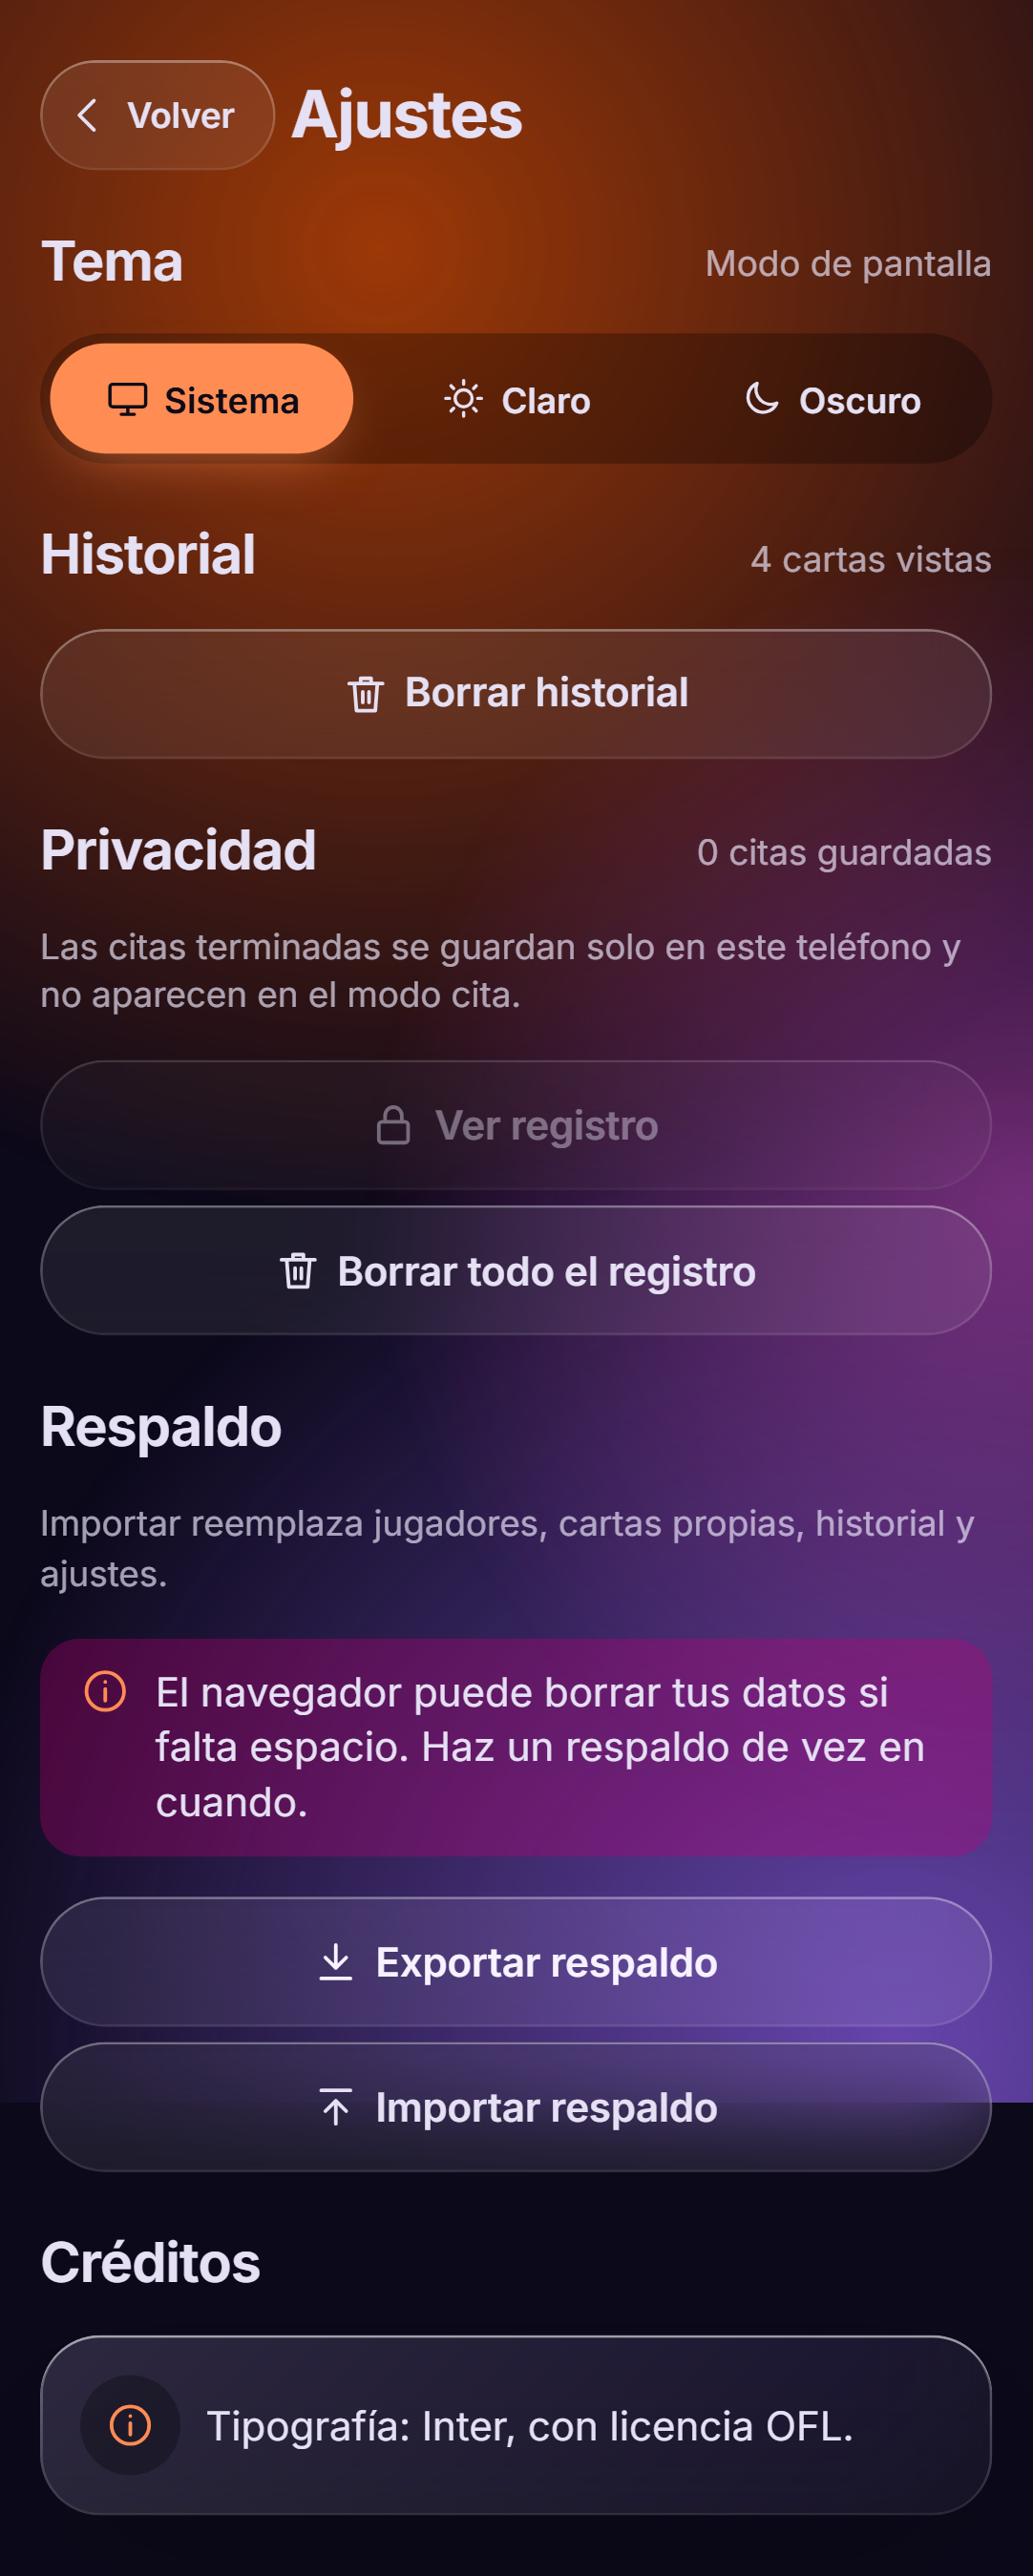 Volver
Ajustes
Tema
Modo de pantalla
Sistema
Claro
Oscuro
Historial
4 cartas vistas
Borrar historial
Privacidad
0 citas guardadas
Las citas terminadas se guardan solo en este teléfono y
no aparecen en el modo cita.
Ver registro
Borrar todo el registro
Respaldo
Importar reemplaza jugadores, cartas propias, historial y
ajustes.
El navegador puede borrar tus datos si
falta espacio. Haz un respaldo de vez en
cuando.
Exportar respaldo
Importar respaldo
Créditos
Tipografía: Inter, con licencia OFL.